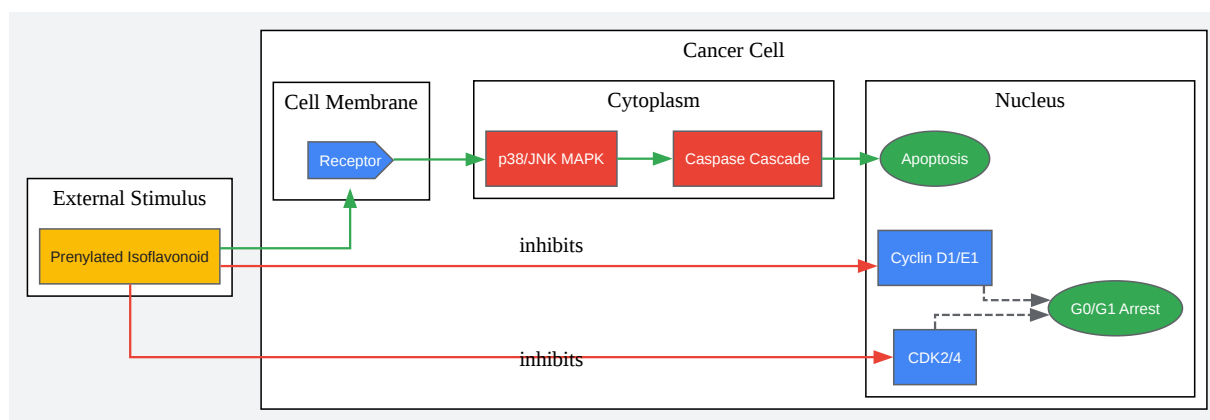 Cancer Cell
Cell Membrane
Cytoplasm
Nucleus
Receptor
p38/JNK MAPK
Caspase Cascade
Apoptosis
External Stimulus
Prenylated Isoflavonoid
inhibits
Cyclin D1/E1
G0/G1 Arrest
inhibits
CDK2/4